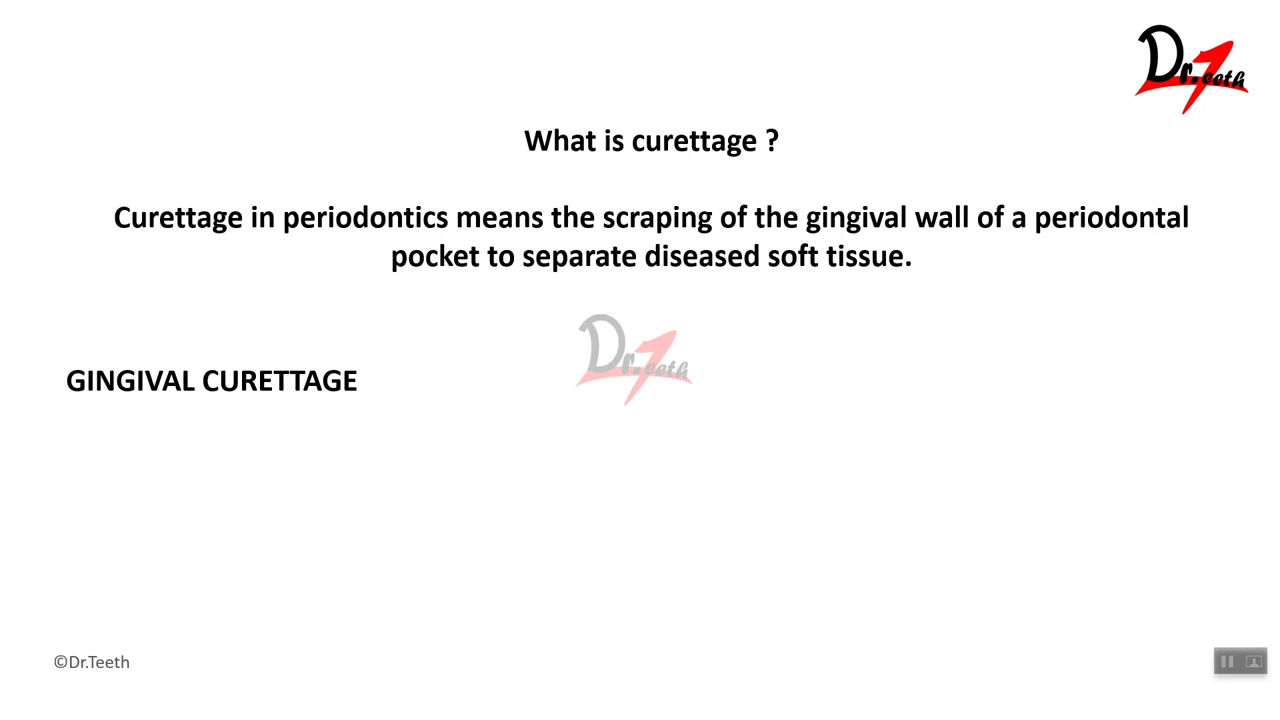 Dr.Teeth
What is curettage ?
Curettage in periodontics means the scraping of the gingival wall of a periodontal
pocket to separate diseased soft tissue.
Dr.Teeth
GINGIVAL CURETTAGE
©Dr.Teeth